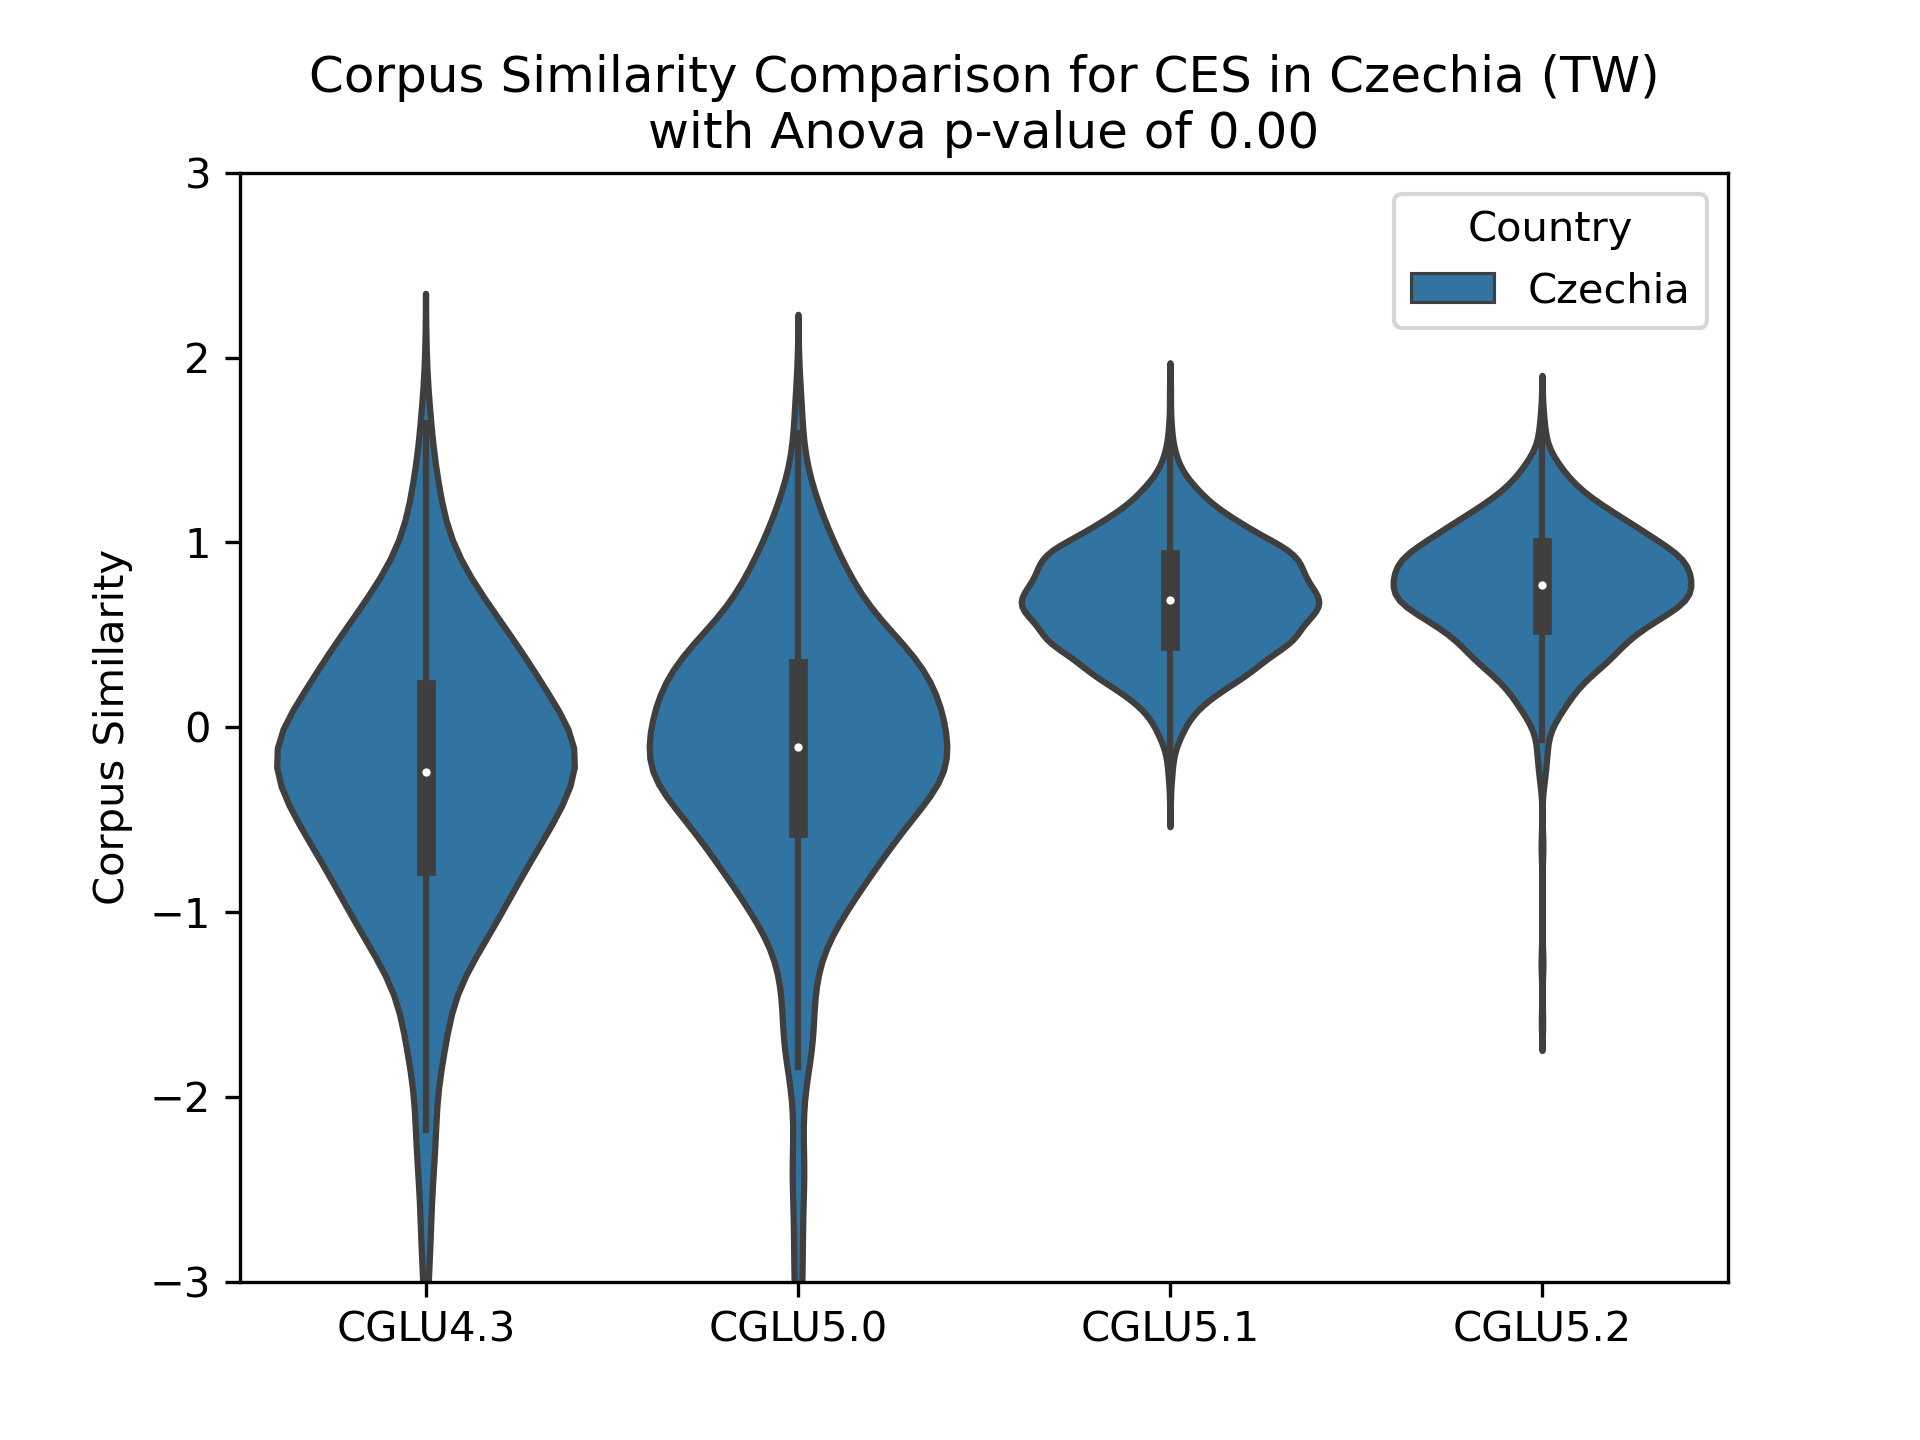 Corpus Similarity Comparison for CES in Czechia (TW)
with Anova p-value of 0.00
Country
Czechia
Corpus Similarity
3
2
1
0
−1
−2
−3
CGLU4.3
CGLU5.0
CGLU5.1
CGLU5.2